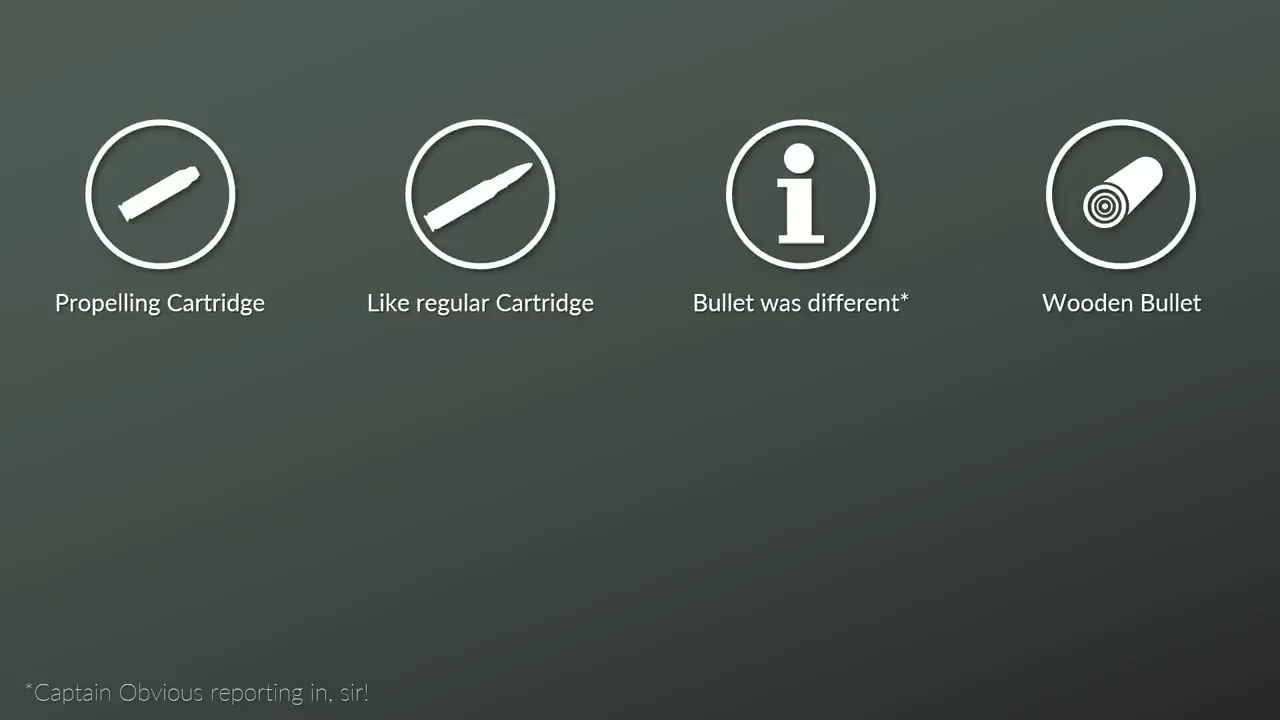 Propelling Cartridge
Like regular Cartridge
Bullet was different*
Wooden Bullet
*Captain Obvious reporting in, sir!